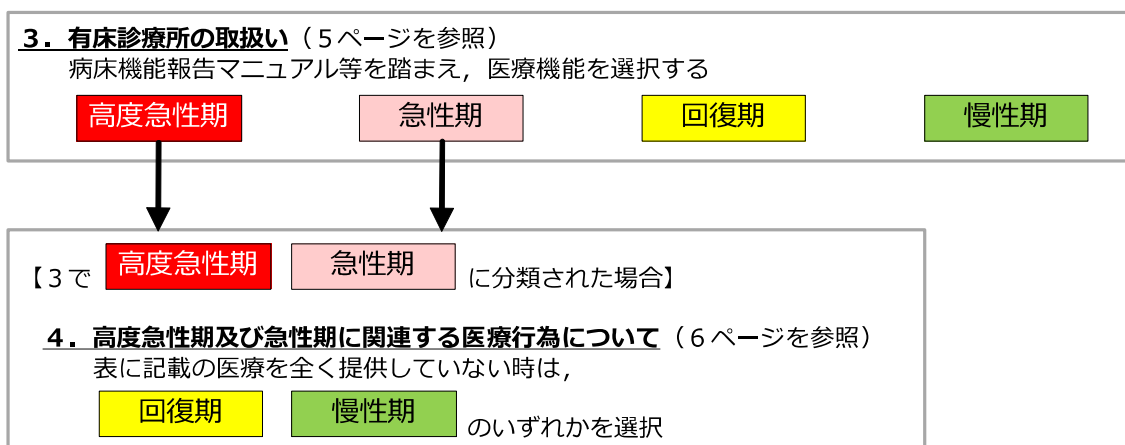 ３．有床診療所の取扱い（５ページを参照）
病床機能報告マニュアル等を踏まえ，医療機能を選択する
高度急性期 急性期 回復期 慢性期
【３で 高度急性期 急性期 に分類された場合】
４．高度急性期及び急性期に関連する医療行為について（６ページを参照）
表に記載の医療を全く提供していない時は，
回復期 慢性期 のいずれかを選択